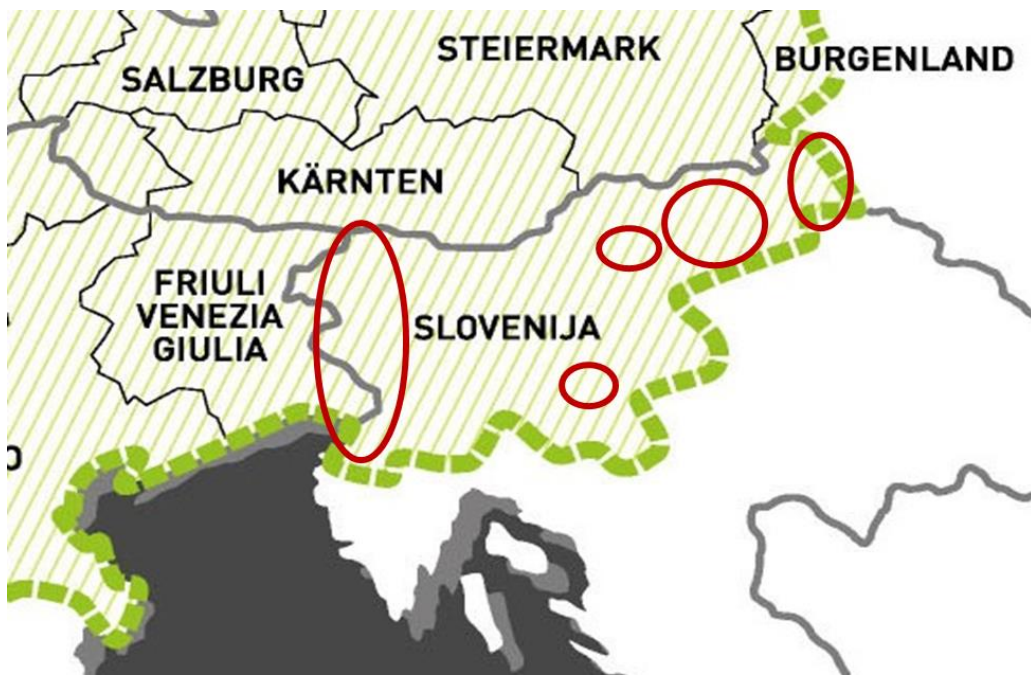 STEIERMARK
BURGENLAND
SALZBURG
KÄRNTEN
FRIULI
VENEZIA
GIULIA
SLOVENIJA
O